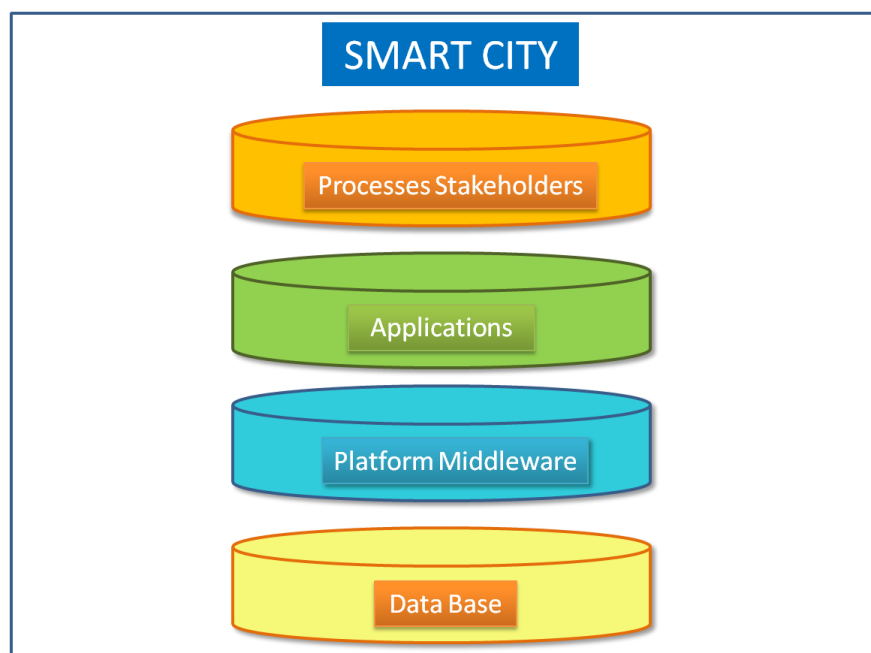 SMART CITY
Processes Stakeholders
Applications
Platform Middleware
Data Base